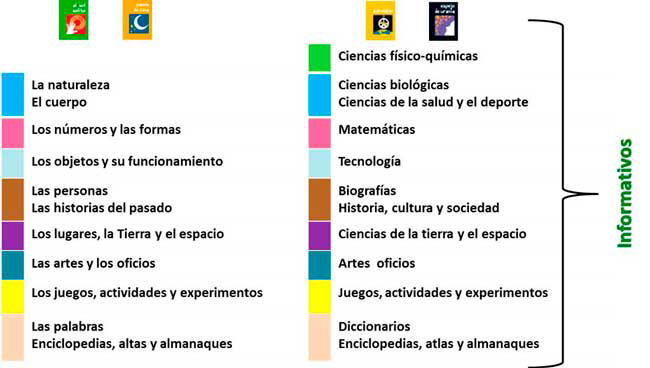 al sol solito
Ciencias físico-químicas
La naturaleza
El cuerpo
Ciencias biológicas
Ciencias de la salud y el deporte
Los números y las formas
Matemáticas
Los objetos y su funcionamiento
Tecnología
Las personas
Las historias del pasado
Biografías
Historia, cultura y sociedad
Los lugares, la Tierra y el espacio
Ciencias de la tierra y el espacio
Las artes y los oficios
Artes oficios
Los juegos, actividades y experimentos
Juegos, actividades y experimentos
Las palabras
Enciclopedias, altas y almanaques
Diccionarios
Enciclopedias, atlas y almanaques
Informativos